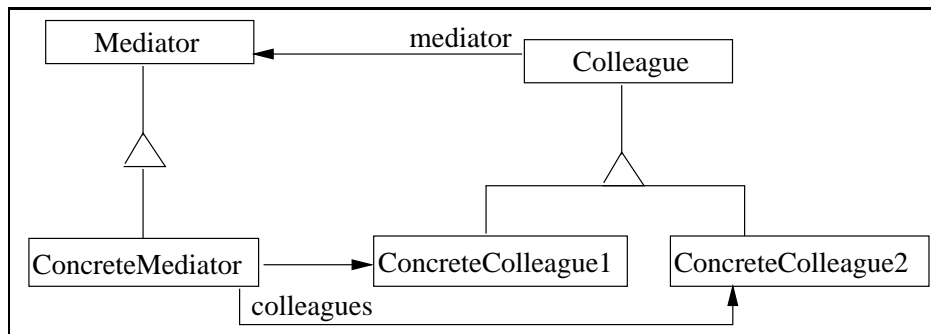 Mediator
mediator
Colleague
ConcreteMediator
ConcreteColleague1
ConcreteColleague2
colleagues